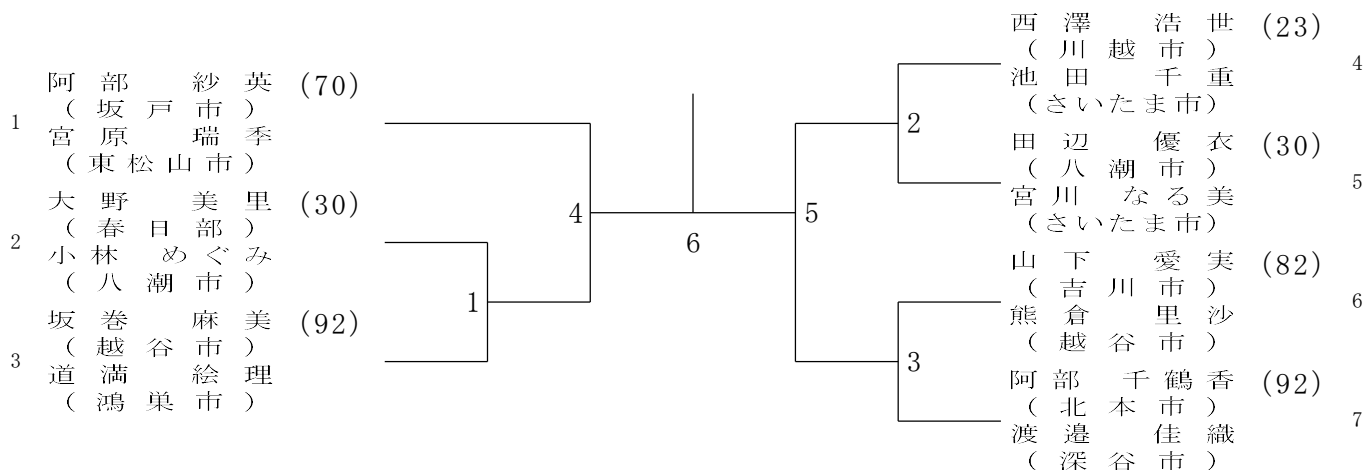 1
阿部 紗英 (70)
(坂戸市)
宮原 瑞季
(東松山市)
2
大野 美里 (30)
(春日部)
小林 めぐみ
(八潮市)
3
坂巻 麻美 (92)
(越谷市)
道満 絵理
(鴻巣市)
1
4
6
5
2
3
西澤 浩世 (23)
(川越市)
4
池田 千重
(さいたま市)
田辺 優衣 (30)
(八潮市)
5
宮川 なる美
(さいたま市)
山下 愛実 (82)
(吉川市)
6
熊倉 里沙
(越谷市)
阿部 千鶴香 (92)
(北本市)
7
渡邉 佳織
(深谷市)